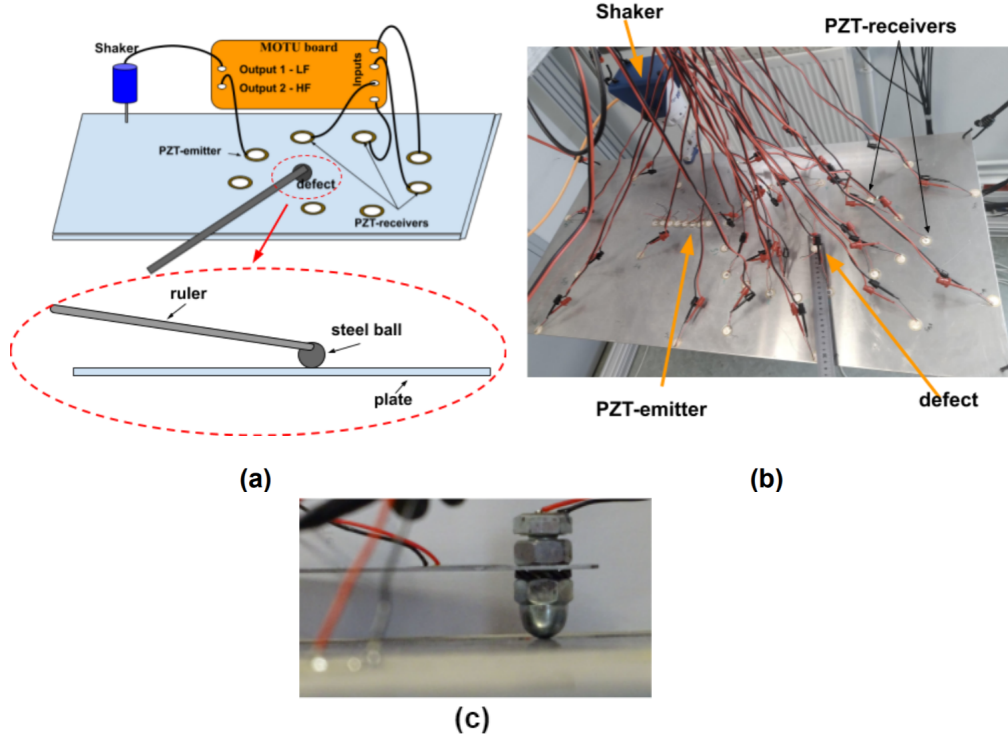 Shaker
MOTU board
Output 1 - LF
Output 2 - HF
Inputs
PZT-emitter
defect
PZT-receivers
ruler
steel ball
plate
(a)
Shaker
PZT-receivers
PZT-emitter
defect
(b)
(c)